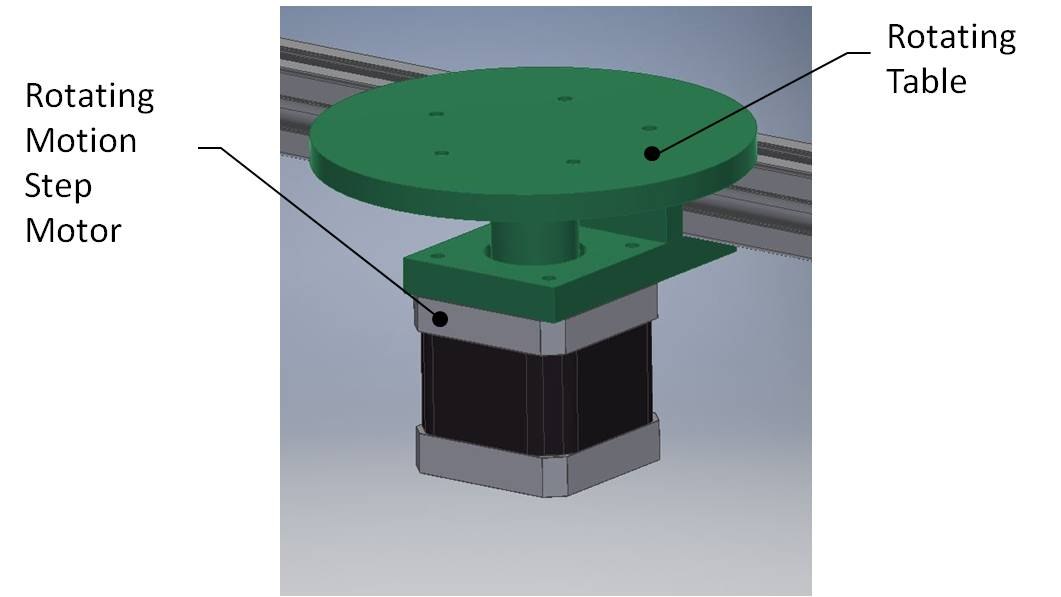 Rotating
Motion
Step
Motor
Rotating
Table